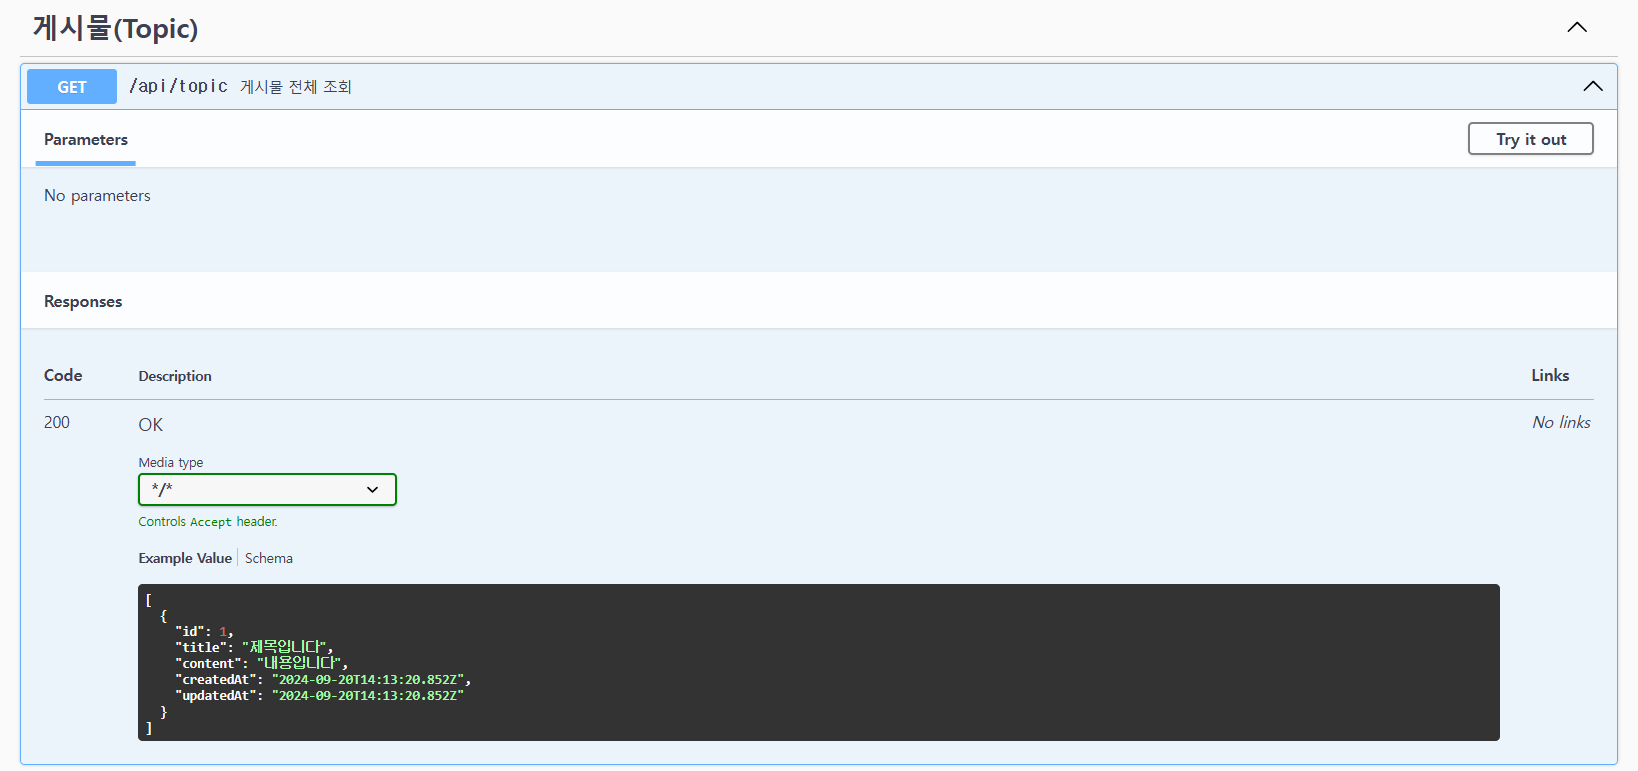 게시물(Topic)
GET /api/topic 게시물 전체 조회
Parameters
Try it out
No parameters
Responses
Code Description Links
200 OK No links
Media type
*/*
Controls Accept header.
Example Value Schema
[
{
"id": 1,
"title": "제목입니다",
"content": "내용입니다",
"createdAt": "2024-09-20T14:13:20.852Z",
"updatedAt": "2024-09-20T14:13:20.852Z"
}
]